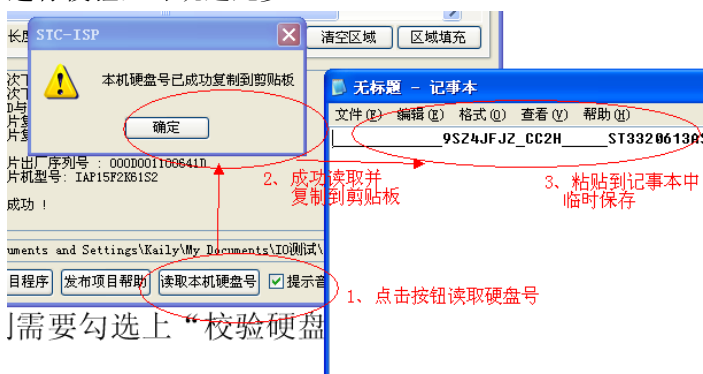 STC-ISP
本机硬盘号已成功复制到剪贴板
确定
清空区域
区域填充
无标题 - 记事本
文件(F) 编辑(E) 格式(O) 查看(V) 帮助(H)
9SZ4JFJZ_CC2H_____ST3320613AS
片出厂序列号 : 000D001100641D
片机型号: IAP15F2K61S2
成功 !
2、成功读取并
复制到剪贴板
3、粘贴到记事本中
临时保存
uments and Settings\Kaily\My Documents\IO测试\
目程序
发布项目帮助
读取本机硬盘号
提示音
1、点击按钮读取硬盘号
需要勾选上“校验硬盘